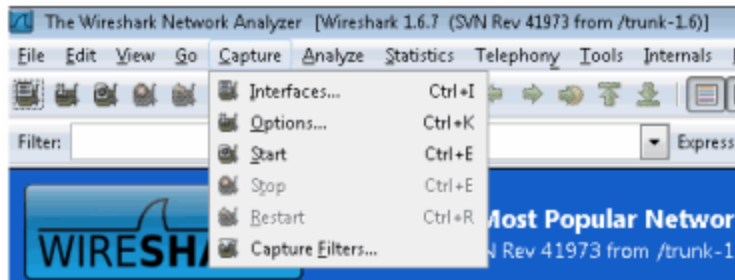 The Wireshark Network Analyzer [Wireshark 1.6.7 (SVN Rev 41973 from /trunk-1.6)]
File Edit View Go Capture Analyze Statistics Telephony Tools Internals
Interfaces... Ctrl+I
Options... Ctrl+K
Start Ctrl+E
Stop Ctrl+E
Restart Ctrl+R
Capture Filters...
Filter: Express
WIRESHA
Most Popular Networ
N Rev 41973 from /trunk-1